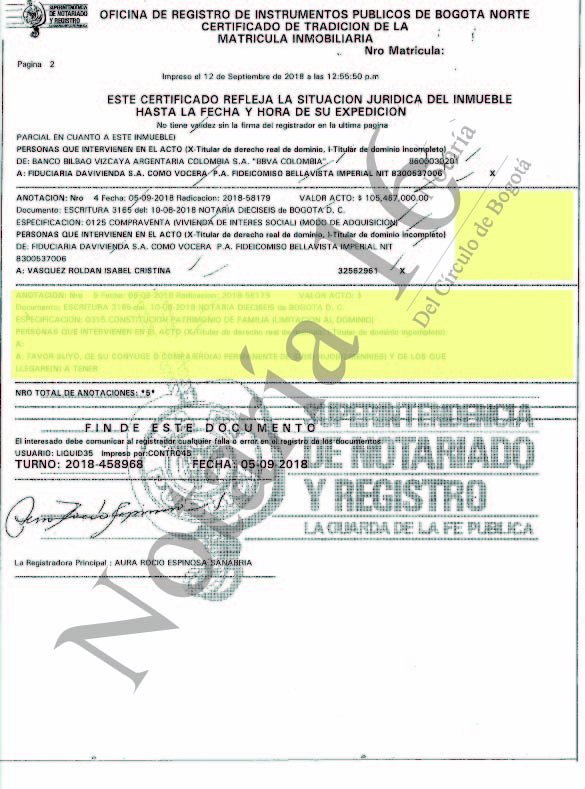 SUPERINTENDENCIA
DE NOTARIADO
Y REGISTRO
OFICINA DE REGISTRO DE INSTRUMENTOS PUBLICOS DE BOGOTA NORTE
CERTIFICADO DE TRADICION DE LA
MATRICULA INMOBILIARIA
Nro Matricula:
Pagina 2
Impreso el 12 de Septiembre de 2018 a las 12:55:50 p.m
ESTE CERTIFICADO REFLEJA LA SITUACION JURIDICA DEL INMUEBLE
HASTA LA FECHA Y HORA DE SU EXPEDICION
No tiene validez sin la firma del registrador en la ultima pagina
PARCIAL EN CUANTO A ESTE INMUEBLE)
PERSONAS QUE INTERVIENEN EN EL ACTO (X-Titular de derecho real de dominio, I-Titular de dominio incompleto)
DE: BANCO BILBAO VIZCAYA ARGENTARIA COLOMBIA S.A. "BBVA COLOMBIA" 8600030201
A: FIDUCIARIA DAVIVIENDA S.A. COMO VOCERA P.A. FIDEICOMISO BELLAVISTA IMPERIAL NIT 8300537006 X
ANOTACION: Nro 4 Fecha: 05-09-2018 Radicacion: 2018-58179 VALOR ACTO: $ 105,467,000.00
Documento: ESCRITURA 3165 del: 10-08-2018 NOTARIA DIECISEIS de BOGOTA D. C.
ESPECIFICACION: 0125 COMPRAVENTA (VIVIENDA DE INTERES SOCIAL) (MODO DE ADQUISICION)
PERSONAS QUE INTERVIENEN EN EL ACTO (X-Titular de derecho real de dominio, I-Titular de dominio incompleto)
DE: FIDUCIARIA DAVIVIENDA S.A. COMO VOCERA P.A. FIDEICOMISO BELLAVISTA IMPERIAL NIT
8300537006
A: VASQUEZ ROLDAN ISABEL CRISTINA 32562961 X
ANOTACION: Nro 5 Fecha: 05-09-2018 Radicacion: 2018-58179 VALOR ACTO: $
Documento: ESCRITURA 3165 del: 10-08-2018 NOTARIA DIECISEIS de BOGOTA D. C.
ESPECIFICACION: 0315 CONSTITUCION PATRIMONIO DE FAMILIA (LIMITACION AL DOMINIO)
PERSONAS QUE INTERVIENEN EN EL ACTO (X-Titular de derecho real de dominio, I-Titular de dominio incompleto)
A:
A: FAVOR SUYO, DE SU CONYUGE O COMPA/ERO(A) PERMANENTE DE Y DE LOS QUE
LLEGARE(N) A TENER
NRO TOTAL DE ANOTACIONES: *5*
FIN DE ESTE DOCUMENTO
El interesado debe comunicar al registrador cualquier falla o error en el registro de los documentos
USUARIO: LIQUID35 Impreso por:CONTRO45
TURNO: 2018-458968 FECHA: 05-09-2018
SUPERINTENDENCIA
DE NOTARIADO
Y REGISTRO
LA GUARDA DE LA FE PUBLICA
La Registradora Principal : AURA ROCIO ESPINOSA SANABRIA
Notaría 16
Notaría
Del Círculo de Bogotá